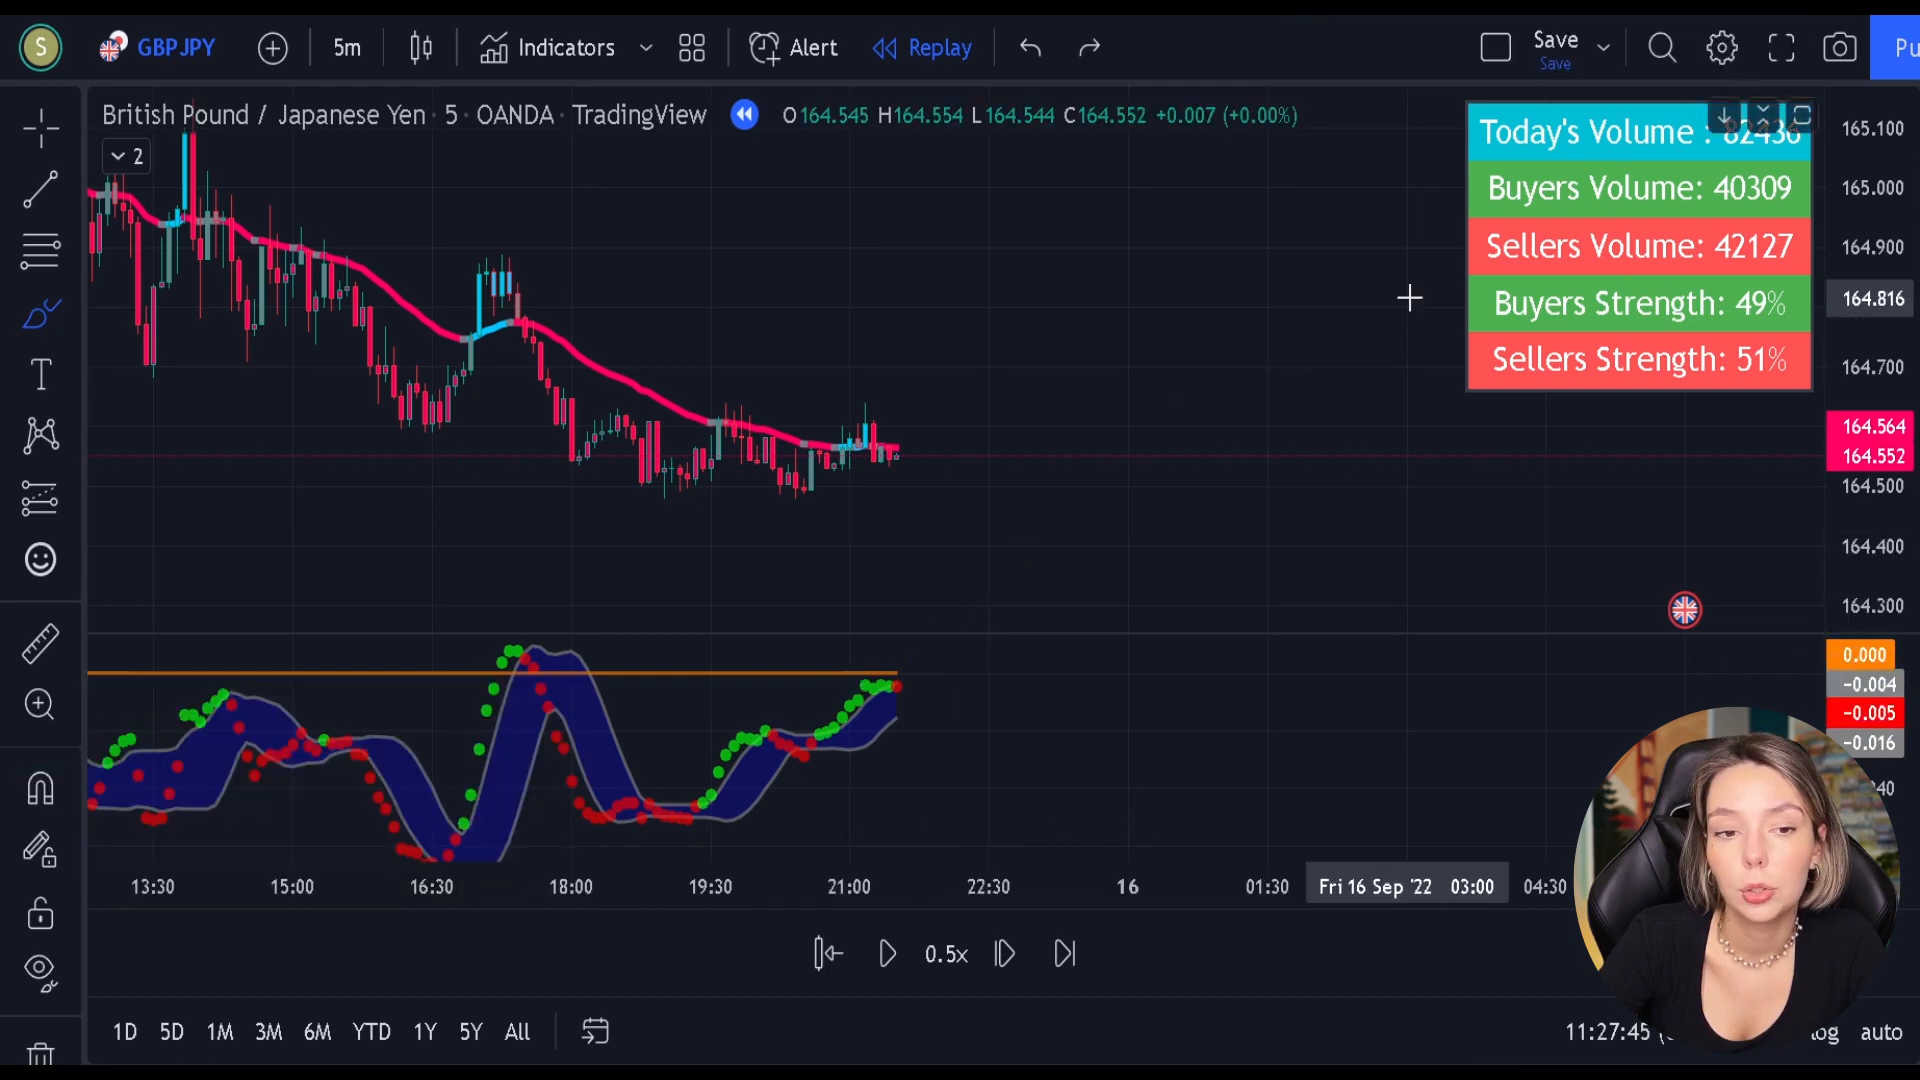 S GBPJPY 5m Indicators Alert Replay Save Pu
Save
British Pound / Japanese Yen · 5 · OANDA · TradingView O164.545 H164.554 L164.544 C164.552 +0.007 (+0.00%)
2
Today's Volume : 82436
Buyers Volume: 40309
Sellers Volume: 42127
Buyers Strength: 49%
Sellers Strength: 51%
165.100
165.000
164.900
164.816
164.700
164.564
164.552
164.500
164.400
164.300
0.000
−0.004
−0.005
−0.016
40
13:30 15:00 16:30 18:00 19:30 21:00 22:30 16 01:30 Fri 16 Sep '22 03:00 04:30
0.5x
1D 5D 1M 3M 6M YTD 1Y 5Y All 11:27:45 log auto